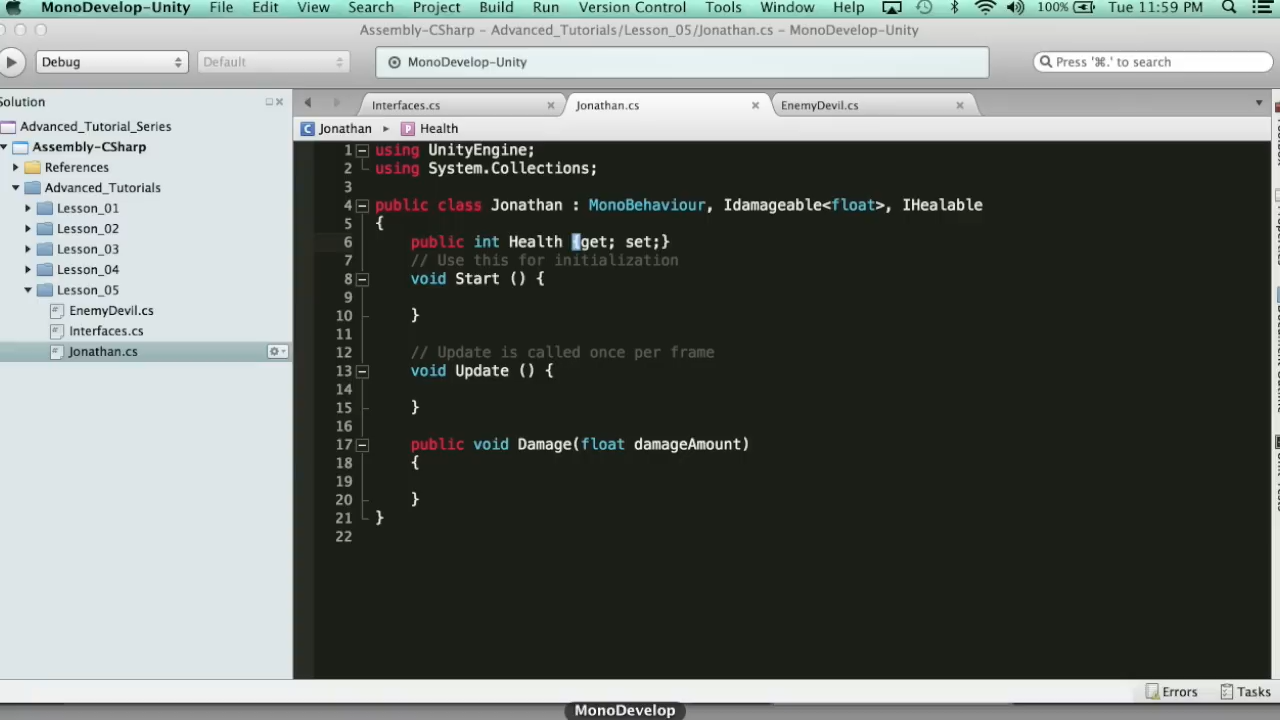 MonoDevelop-Unity File Edit View Search Project Build Run Version Control Tools Window Help 100% Tue 11:59 PM
Assembly-CSharp - Advanced_Tutorials/Lesson_05/Jonathan.cs - MonoDevelop-Unity
Debug Default MonoDevelop-Unity Press '⌘.' to search
Solution
Advanced_Tutorial_Series
Assembly-CSharp
References
Advanced_Tutorials
Lesson_01
Lesson_02
Lesson_03
Lesson_04
Lesson_05
EnemyDevil.cs
Interfaces.cs
Jonathan.cs
Interfaces.cs Jonathan.cs EnemyDevil.cs
C Jonathan P Health
1 using UnityEngine;
2 using System.Collections;
3
4 public class Jonathan : MonoBehaviour, Idamageable<float>, IHealable
5 {
6 public int Health {get; set;}
7 // Use this for initialization
8 void Start () {
9
10 }
11
12 // Update is called once per frame
13 void Update () {
14
15 }
16
17 public void Damage(float damageAmount)
18 {
19
20 }
21 }
22
Errors Tasks
MonoDevelop